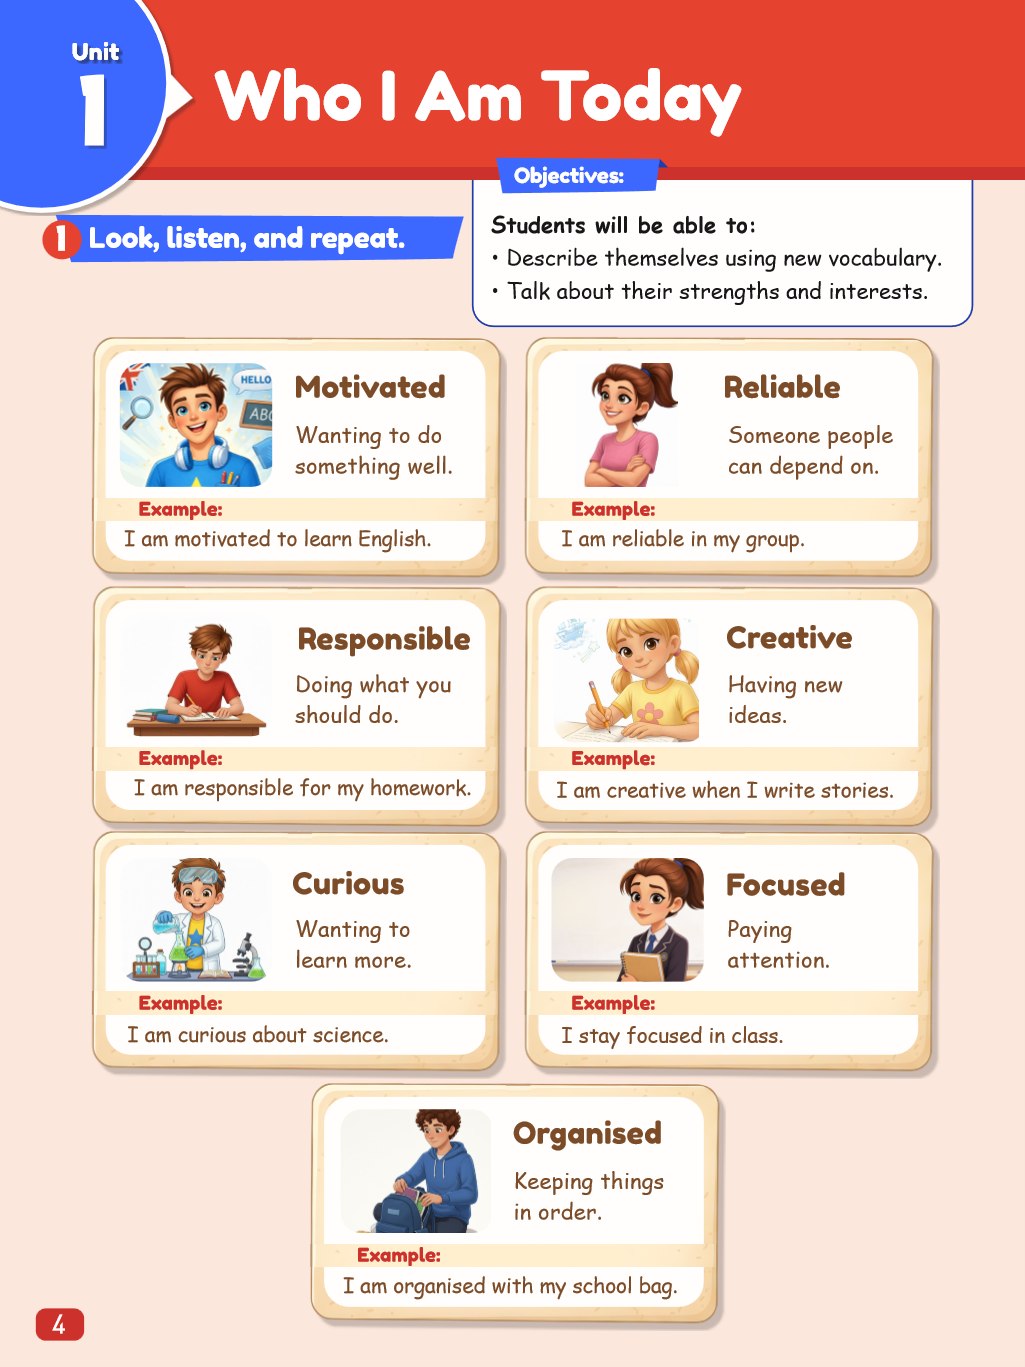 Unit
1
Who I Am Today
Objectives:
Students will be able to:
• Describe themselves using new vocabulary.
• Talk about their strengths and interests.
1 Look, listen, and repeat.
HELLO
ABC
Motivated
Wanting to do
something well.
Example:
I am motivated to learn English.
Reliable
Someone people
can depend on.
Example:
I am reliable in my group.
Responsible
Doing what you
should do.
Example:
I am responsible for my homework.
Creative
Having new
ideas.
Example:
I am creative when I write stories.
Curious
Wanting to
learn more.
Example:
I am curious about science.
Focused
Paying
attention.
Example:
I stay focused in class.
Organised
Keeping things
in order.
Example:
I am organised with my school bag.
4